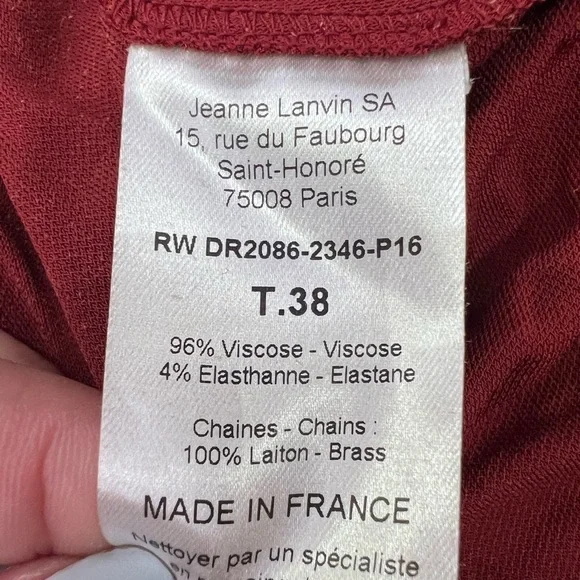 Jeanne Lanvin SA
15, rue du Faubourg
Saint-Honoré
75008 Paris
RW DR2086-2346-P16
T.38
96% Viscose - Viscose
4% Elasthanne - Elastane
Chaines - Chains :
100% Laiton - Brass
MADE IN FRANCE
Nettoyer par un spécialiste